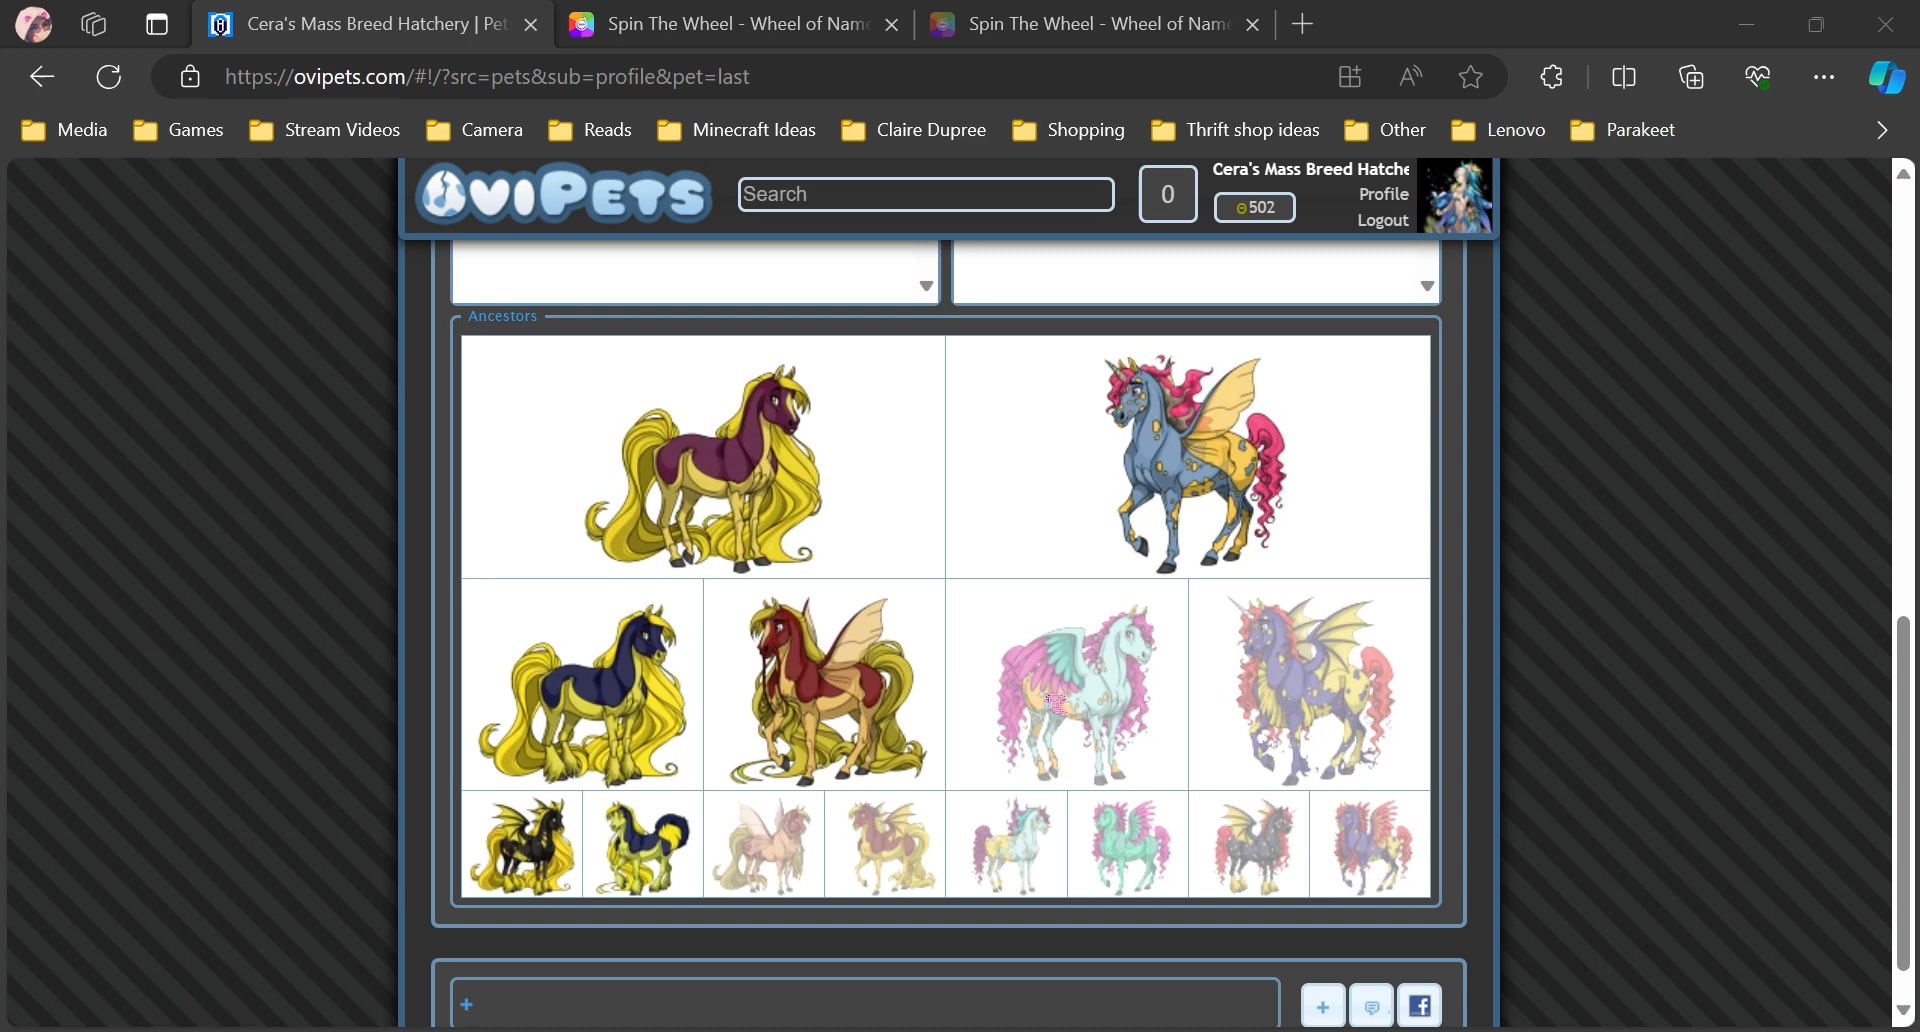 Cera's Mass Breed Hatchery | Pet
Spin The Wheel - Wheel of Name
Spin The Wheel - Wheel of Name
https://ovipets.com/#!/?src=pets&sub=profile&pet=last
Media
Games
Stream Videos
Camera
Reads
Minecraft Ideas
Claire Dupree
Shopping
Thrift shop ideas
Other
Lenovo
Parakeet
OviPets
Search
0
Cera's Mass Breed Hatche
502
Profile
Logout
Ancestors